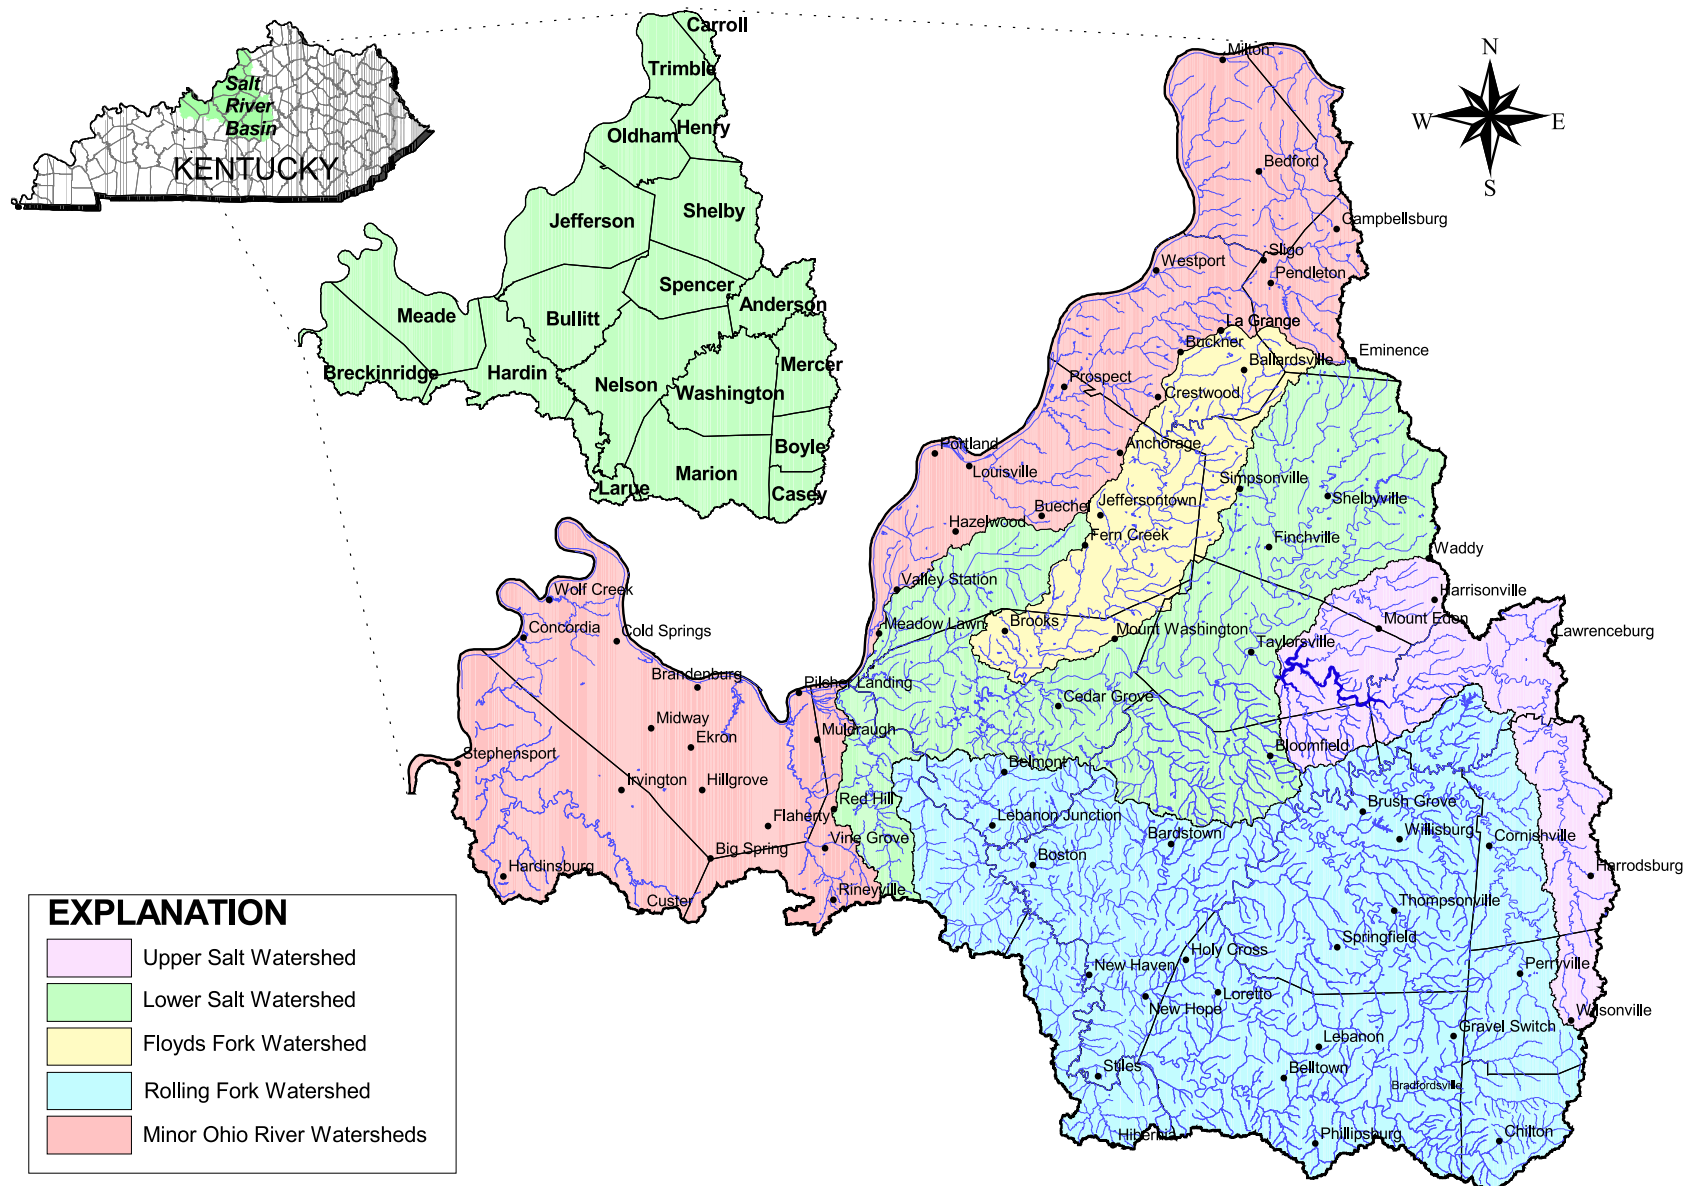 Salt
River
Basin
KENTUCKY
Carroll
Trimble
Oldham
Henry
Jefferson
Shelby
Spencer
Anderson
Meade
Bullitt
Breckinridge
Hardin
Nelson
Mercer
Washington
Boyle
Marion
Larue
Casey
N
W
E
S
Milton
Bedford
Campbellsburg
Sligo
Westport
Pendleton
La Grange
Buckner
Ballardsville
Eminence
Prospect
Crestwood
Portland
Anchorage
Louisville
Simpsonville
Shelbyville
Buechel
Jeffersontown
Hazelwood
Fern Creek
Finchville
Waddy
Valley Station
Harrisonville
Wolf Creek
Meadow Lawn
Brooks
Mount Washington
Mount Eden
Concordia
Cold Springs
Taylorsville
Lawrenceburg
Brandenburg
Pilcher Landing
Cedar Grove
Midway
Ekron
Muldraugh
Stephensport
Bloomfield
Belmont
Irvington
Hillgrove
Red Hill
Flaherty
Lebanon Junction
Bardstown
Brush Grove
Vine Grove
Willisburg
Cornishville
Big Spring
Boston
Hardinsburg
Harrodsburg
Custer
Rineyville
Thompsonville
Springfield
Holy Cross
New Haven
Perryville
New Hope
Loretto
Wilsonville
Gravel Switch
Lebanon
Stiles
Belltown
Bradfordsville
Hibernia
Phillipsburg
Chilton
EXPLANATION
Upper Salt Watershed
Lower Salt Watershed
Floyds Fork Watershed
Rolling Fork Watershed
Minor Ohio River Watersheds